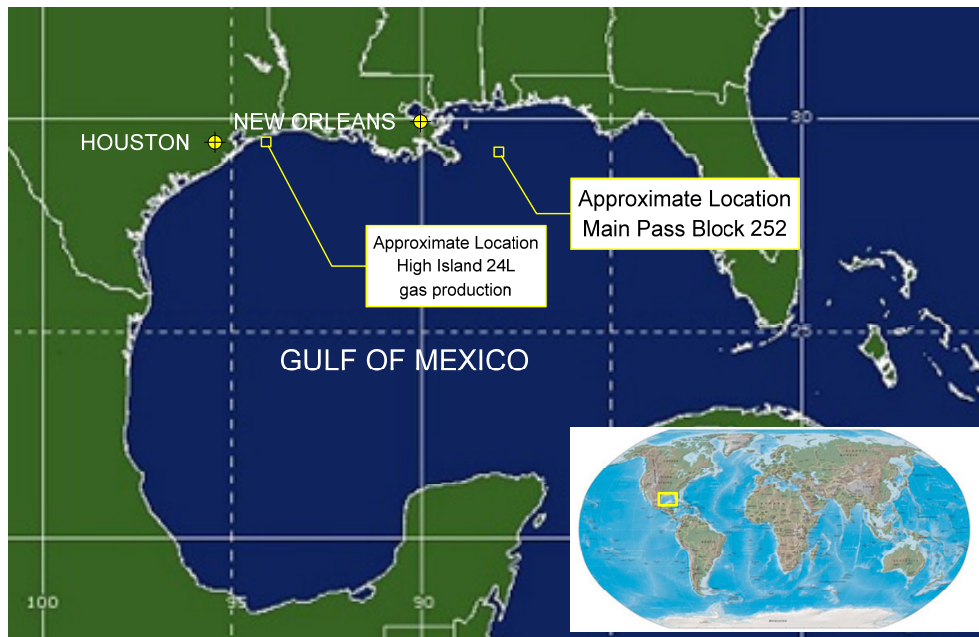 NEW ORLEANS
30
HOUSTON
Approximate Location
Main Pass Block 252
Approximate Location
High Island 24L
gas production
25
GULF OF MEXICO
100
95
90